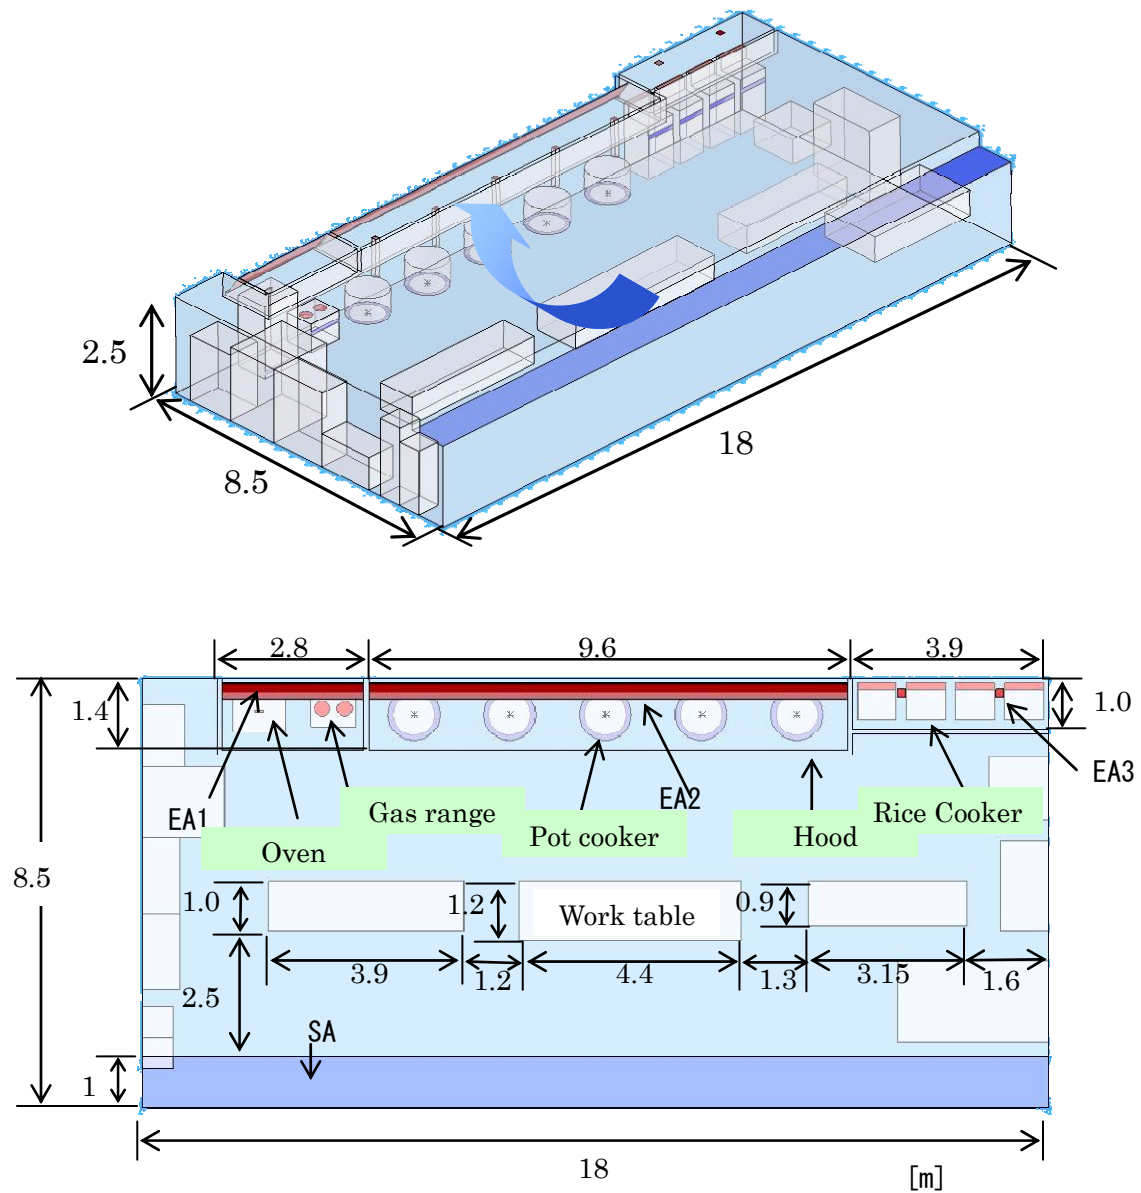 2.5
8.5
18
2.8
9.6
3.9
1.4
1.0
EA3
EA1
Gas range
EA2
Rice Cooker
Oven
Pot cooker
Hood
8.5
1.0
1.2
Work table
0.9
3.9
1.2
4.4
1.3
3.15
1.6
2.5
SA
1
18
[m]